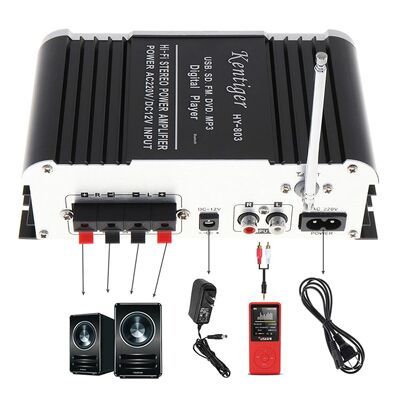 Kentiger HY-803
USB.SD.FM.DVD.MP3
Digital Player
HI-FI STEREO POWER AMPLIFIER
POWER AC220V/DC12V INPUT
R
L
DC-12V
AC 220V
POWER